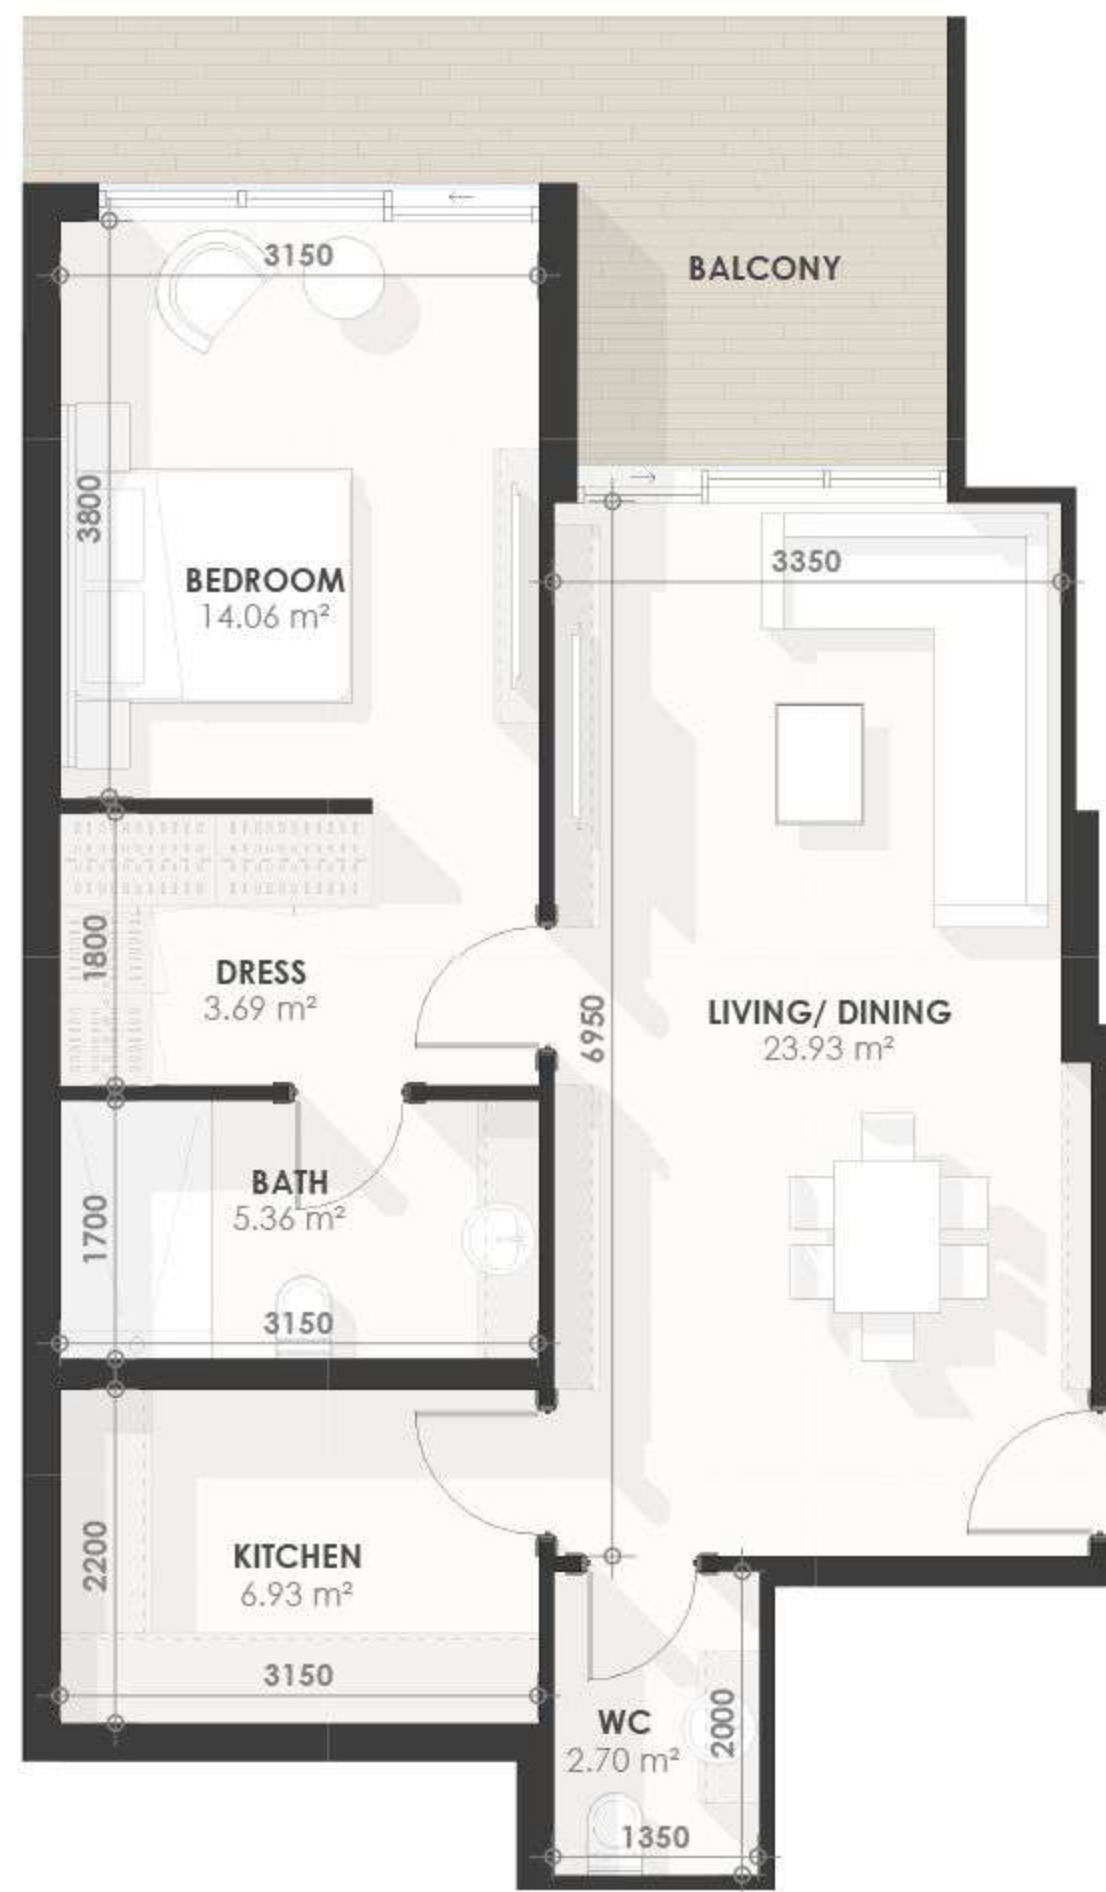 3150
BALCONY
3800
3350
BEDROOM
14.06 m²
1800
DRESS
3.69 m²
6950
LIVING/ DINING
23.93 m²
1700
BATH
5.36 m²
3150
2200
KITCHEN
6.93 m²
3150
WC
2.70 m²
2000
1350